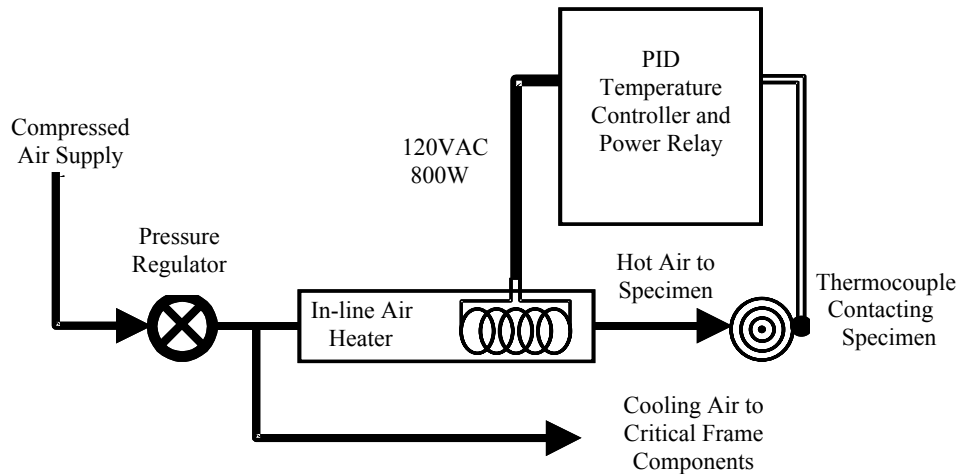 PID
Temperature
Controller and
Power Relay
Compressed
Air Supply
120VAC
800W
Pressure
Regulator
Hot Air to
Specimen
Thermocouple
Contacting
Specimen
In-line Air
Heater
Cooling Air to
Critical Frame
Components